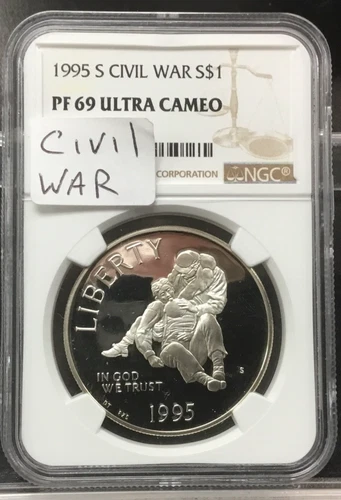 1995 S CIVIL WAR S$1
PF 69 ULTRA CAMEO
CIVIL
WAR
CORPORATION
NGC®
LIBERTY
IN GOD
WE TRUST
S
1995